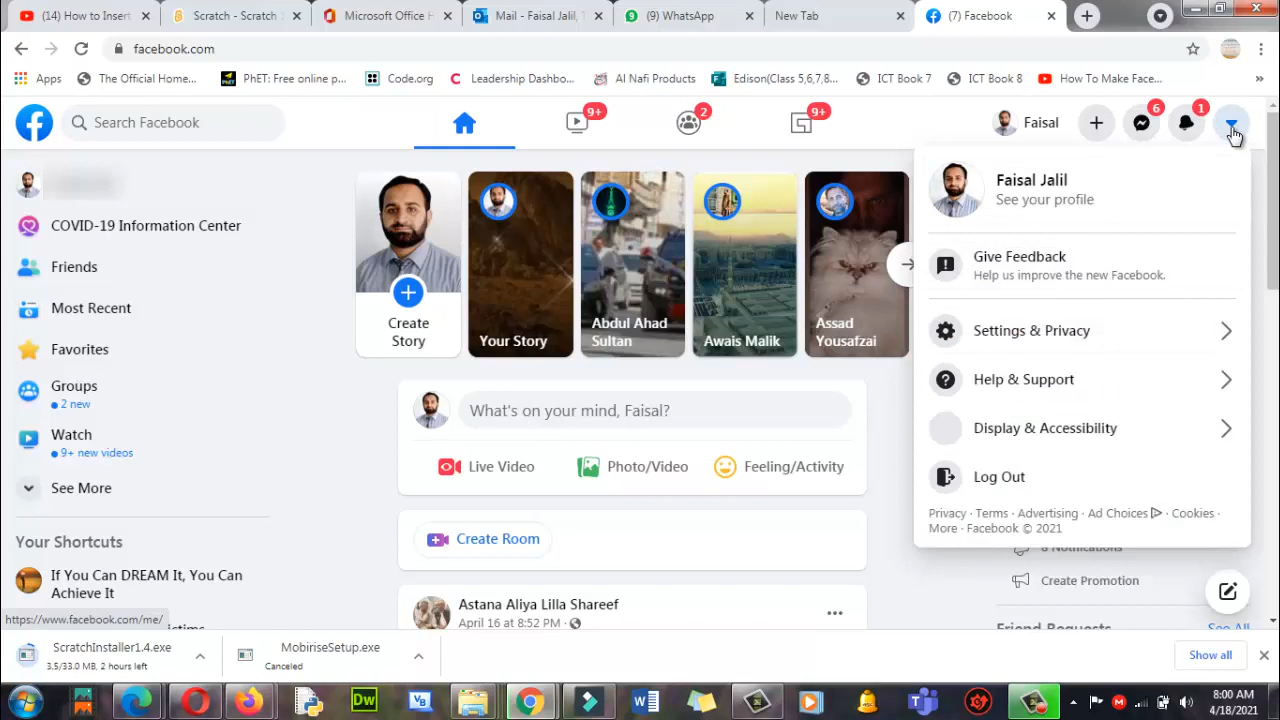 (14) How to Insert
Scratch - Scratch 1
Microsoft Office H
Mail - Faisal Jalil, T
(9) WhatsApp
New Tab
(7) Facebook
facebook.com
Apps
The Official Home...
PhET: Free online p...
Code.org
Leadership Dashbo...
Al Nafi Products
Edison(Class 5,6,7,8...
ICT Book 7
ICT Book 8
How To Make Face...
»
Search Facebook
9+
2
9+
Faisal
6
1
COVID-19 Information Center
Friends
Most Recent
Favorites
Groups
2 new
Watch
9+ new videos
See More
Your Shortcuts
If You Can DREAM It, You Can
Achieve It
https://www.facebook.com/me/
Create
Story
Your Story
Abdul Ahad
Sultan
Awais Malik
Assad
Yousafzai
What's on your mind, Faisal?
Live Video
Photo/Video
Feeling/Activity
Create Room
Astana Aliya Lilla Shareef
April 16 at 8:52 PM ·
Faisal Jalil
See your profile
Give Feedback
Help us improve the new Facebook.
Settings & Privacy
Help & Support
Display & Accessibility
Log Out
Privacy · Terms · Advertising · Ad Choices · Cookies ·
More · Facebook © 2021
8 Notifications
Create Promotion
Friend Requests
See All
ScratchInstaller1.4.exe
3.5/33.0 MB, 2 hours left
MobiriseSetup.exe
Canceled
Show all
Dw
8:00 AM
4/18/2021